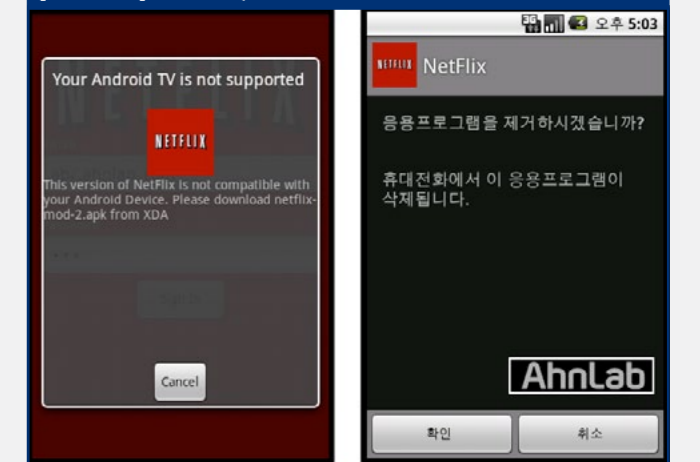 Your Android TV is not supported
NETFLIX
This version of NetFlix is not compatible with
your Android Device. Please download netflix-
mod-2.apk from XDA
Cancel
3G
오후 5:03
NETFLIX
NetFlix
응용프로그램을 제거하시겠습니까?
휴대전화에서 이 응용프로그램이
삭제됩니다.
AhnLab
확인
취소